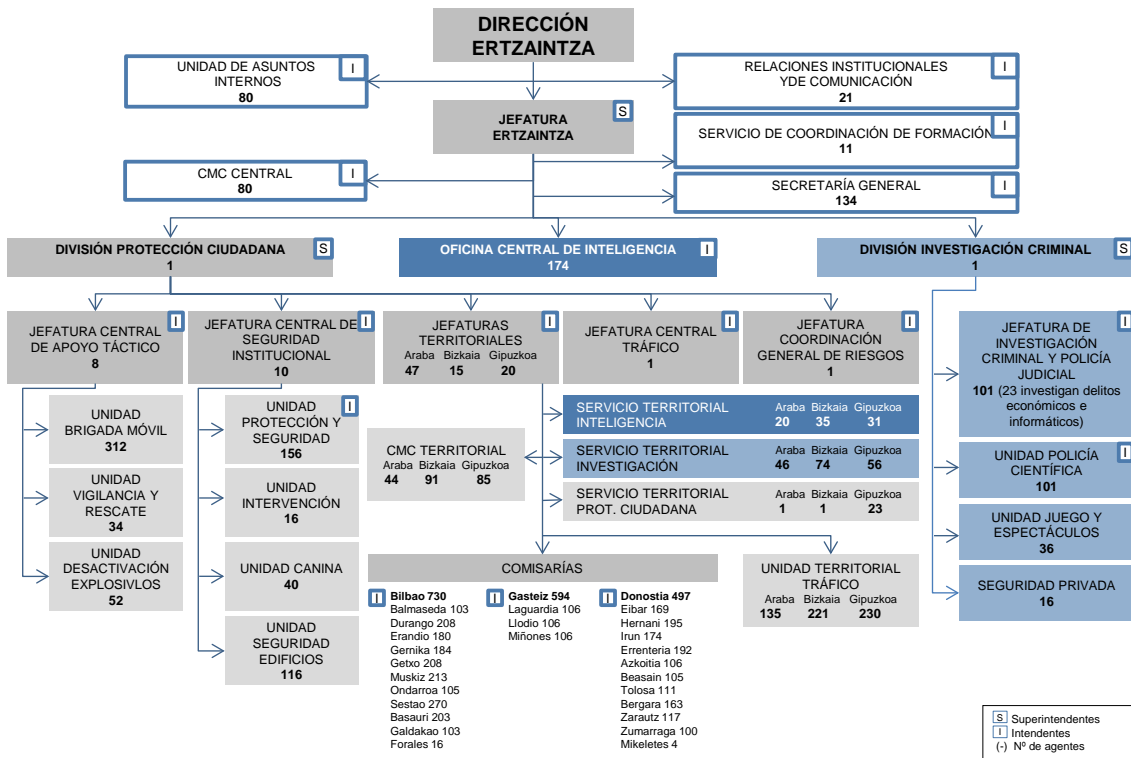 DIRECCIÓN
ERTZAINTZA
UNIDAD DE ASUNTOS
INTERNOS
80
I
RELACIONES INSTITUCIONALES
YDE COMUNICACIÓN
21
I
JEFATURA
ERTZAINTZA
S
SERVICIO DE COORDINACIÓN DE FORMACIÓN
11
I
CMC CENTRAL
80
I
SECRETARÍA GENERAL
134
I
DIVISIÓN PROTECCIÓN CIUDADANA
1
S
OFICINA CENTRAL DE INTELIGENCIA
174
I
DIVISIÓN INVESTIGACIÓN CRIMINAL
1
S
JEFATURA CENTRAL
DE APOYO TÁCTICO
8
I
JEFATURA CENTRAL DE
SEGURIDAD
INSTITUCIONAL
10
I
JEFATURAS
TERRITORIALES
Araba Bizkaia Gipuzkoa
47 15 20
I
JEFATURA CENTRAL
TRÁFICO
1
I
JEFATURA
COORDINACIÓN
GENERAL DE RIESGOS
1
I
JEFATURA DE
INVESTIGACIÓN
CRIMINAL Y POLICÍA
JUDICIAL
101 (23 investigan delitos
económicos e
informáticos)
I
UNIDAD
BRIGADA MÓVIL
312
UNIDAD
VIGILANCIA Y
RESCATE
34
UNIDAD
DESACTIVACIÓN
EXPLOSIVLOS
52
UNIDAD
PROTECCIÓN Y
SEGURIDAD
156
I
UNIDAD
INTERVENCIÓN
16
UNIDAD CANINA
40
UNIDAD
SEGURIDAD
EDIFICIOS
116
CMC TERRITORIAL
Araba Bizkaia Gipuzkoa
44 91 85
SERVICIO TERRITORIAL
INTELIGENCIA
Araba Bizkaia Gipuzkoa
20 35 31
SERVICIO TERRITORIAL
INVESTIGACIÓN
Araba Bizkaia Gipuzkoa
46 74 56
SERVICIO TERRITORIAL
PROT. CIUDADANA
Araba Bizkaia Gipuzkoa
1 1 23
UNIDAD POLICÍA
CIENTÍFICA
101
I
UNIDAD JUEGO Y
ESPECTÁCULOS
36
SEGURIDAD PRIVADA
16
COMISARÍAS
I
Bilbao 730
Balmaseda 103
Durango 208
Erandio 180
Gernika 184
Getxo 208
Muskiz 213
Ondarroa 105
Sestao 270
Basauri 203
Galdakao 103
Forales 16
I
Gasteiz 594
Laguardia 106
Llodio 106
Miñones 106
I
Donostia 497
Eibar 169
Hernani 195
Irun 174
Errenteria 192
Azkoitia 106
Beasain 105
Tolosa 111
Bergara 163
Zarautz 117
Zumarraga 100
Mikeletes 4
UNIDAD TERRITORIAL
TRÁFICO
Araba Bizkaia Gipuzkoa
135 221 230
S Superintendentes
I Intendentes
(-) Nº de agentes